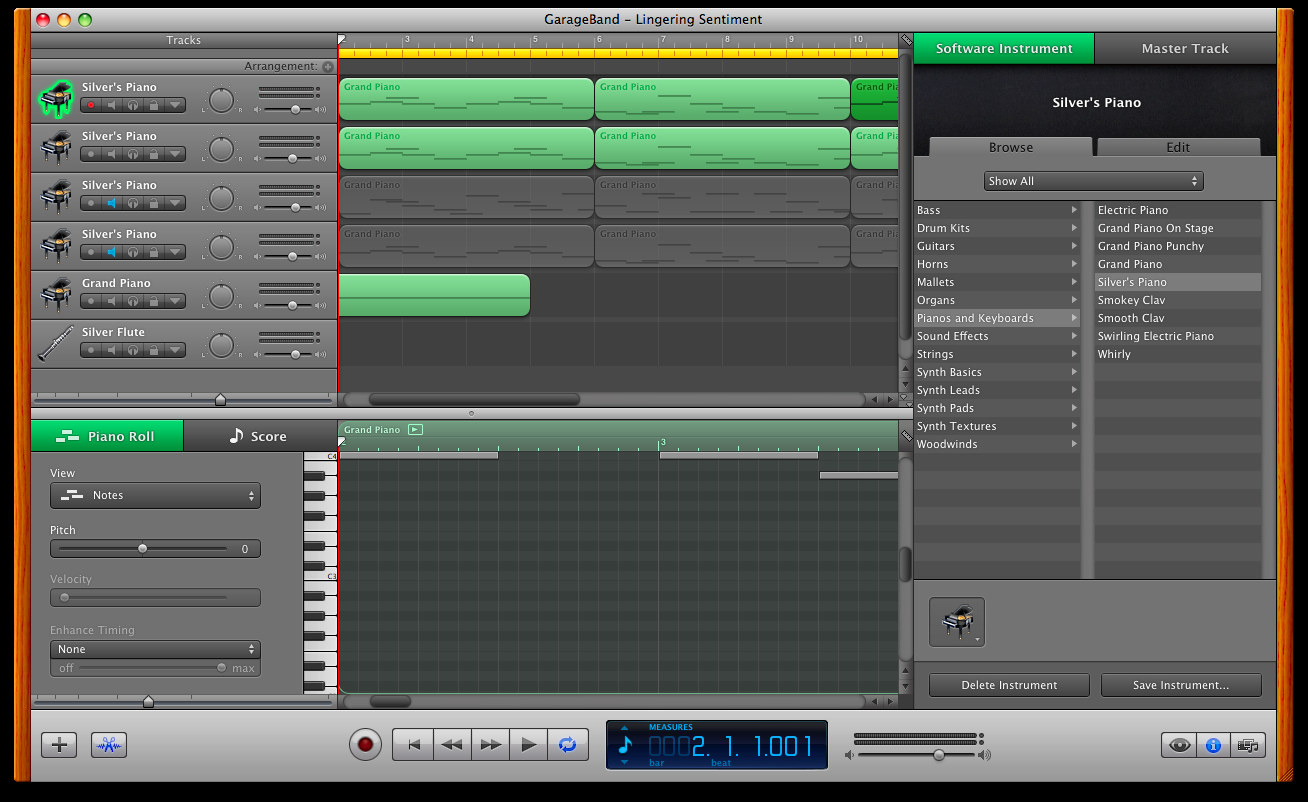 GarageBand – Lingering Sentiment
Tracks
2 3 4 5 6 7 8 9 10
Arrangement:
Silver's Piano
L R
Silver's Piano
L R
Silver's Piano
L R
Silver's Piano
L R
Grand Piano
L R
Silver Flute
L R
Grand Piano Grand Piano Grand Pia
Grand Piano Grand Piano Grand Pia
Grand Piano Grand Piano Grand Pia
Grand Piano Grand Piano Grand Pia
Software Instrument Master Track
Silver's Piano
Browse Edit
Show All
Bass
Drum Kits
Guitars
Horns
Mallets
Organs
Pianos and Keyboards
Sound Effects
Strings
Synth Basics
Synth Leads
Synth Pads
Synth Textures
Woodwinds
Electric Piano
Grand Piano On Stage
Grand Piano Punchy
Grand Piano
Silver's Piano
Smokey Clav
Smooth Clav
Swirling Electric Piano
Whirly
Delete Instrument Save Instrument...
Piano Roll Score
View
Notes
Pitch
0
Velocity
Enhance Timing
None
off max
Grand Piano
2 3
C4
C3
MEASURES
2. 1. 1.001
bar beat